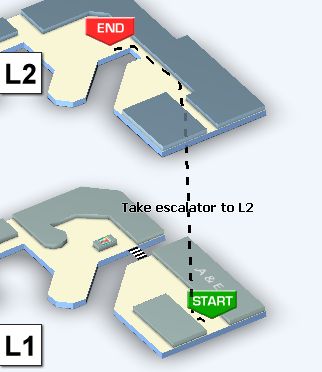 END
L2
Take escalator to L2
A & E
START
L1